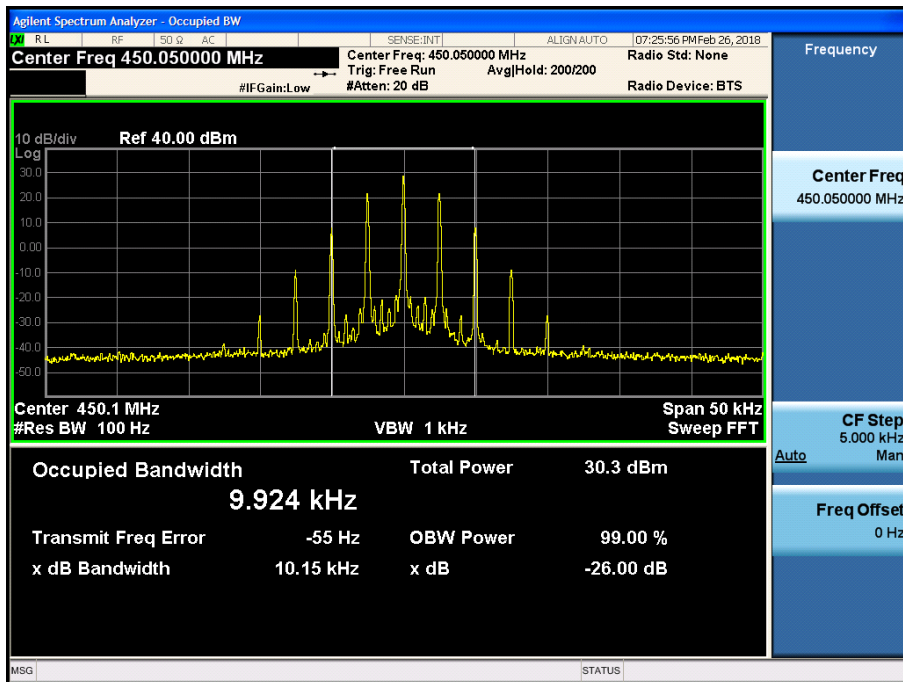 Agilent Spectrum Analyzer - Occupied BW
LXI RL RF 50 Ω AC SENSE:INT ALIGN AUTO 07:25:56 PM Feb 26, 2018
Center Freq 450.050000 MHz
Center Freq: 450.050000 MHz
Radio Std: None
Trig: Free Run Avg|Hold: 200/200
#IFGain:Low
#Atten: 20 dB
Radio Device: BTS
Frequency
10 dB/div Ref 40.00 dBm
Log
30.0
20.0
10.0
0.00
-10.0
-20.0
-30.0
-40.0
-50.0
Center 450.1 MHz
Span 50 kHz
#Res BW 100 Hz
VBW 1 kHz
Sweep FFT
Occupied Bandwidth
Total Power 30.3 dBm
9.924 kHz
Transmit Freq Error -55 Hz
OBW Power 99.00 %
x dB Bandwidth 10.15 kHz
x dB -26.00 dB
Center Freq
450.050000 MHz
CF Step
5.000 kHz
Auto Man
Freq Offset
0 Hz
MSG
STATUS